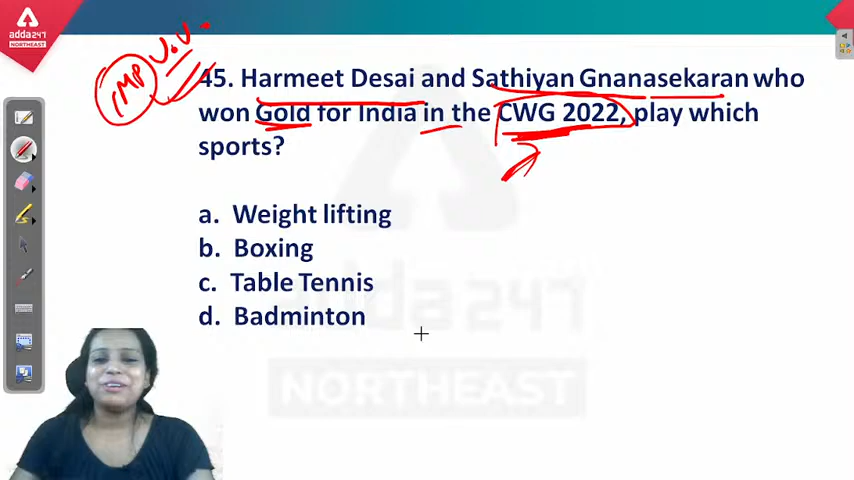 adda247
NORTHEAST
IMP V.V.
45. Harmeet Desai and Sathiyan Gnanasekaran who
won Gold for India in the CWG 2022, play which
sports?
a. Weight lifting
b. Boxing
c. Table Tennis
d. Badminton
adda247
NORTHEAST